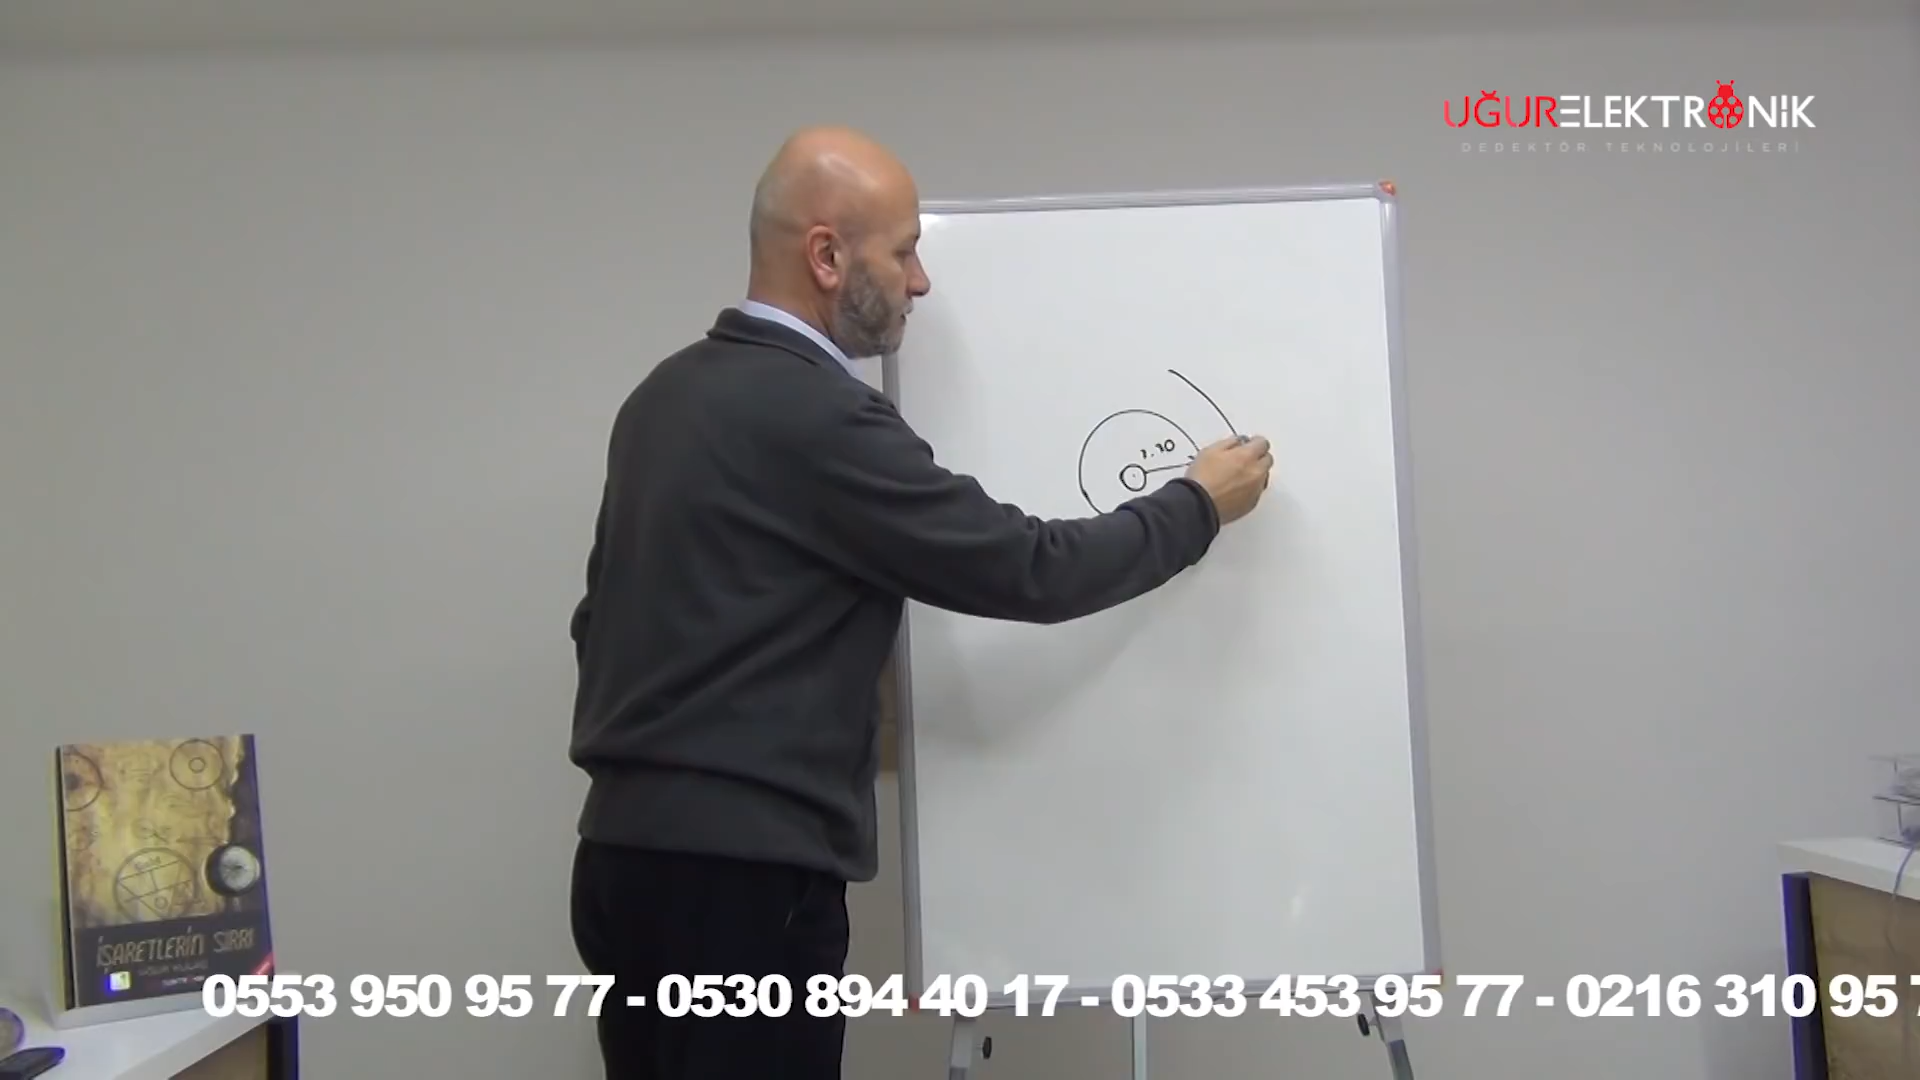 UĞURELEKTRONİK
DEDEKTÖR TEKNOLOJİLERİ
İŞARETLERİN SIRRI
0553 950 95 77 - 0530 894 40 17 - 0533 453 95 77 - 0216 310 95